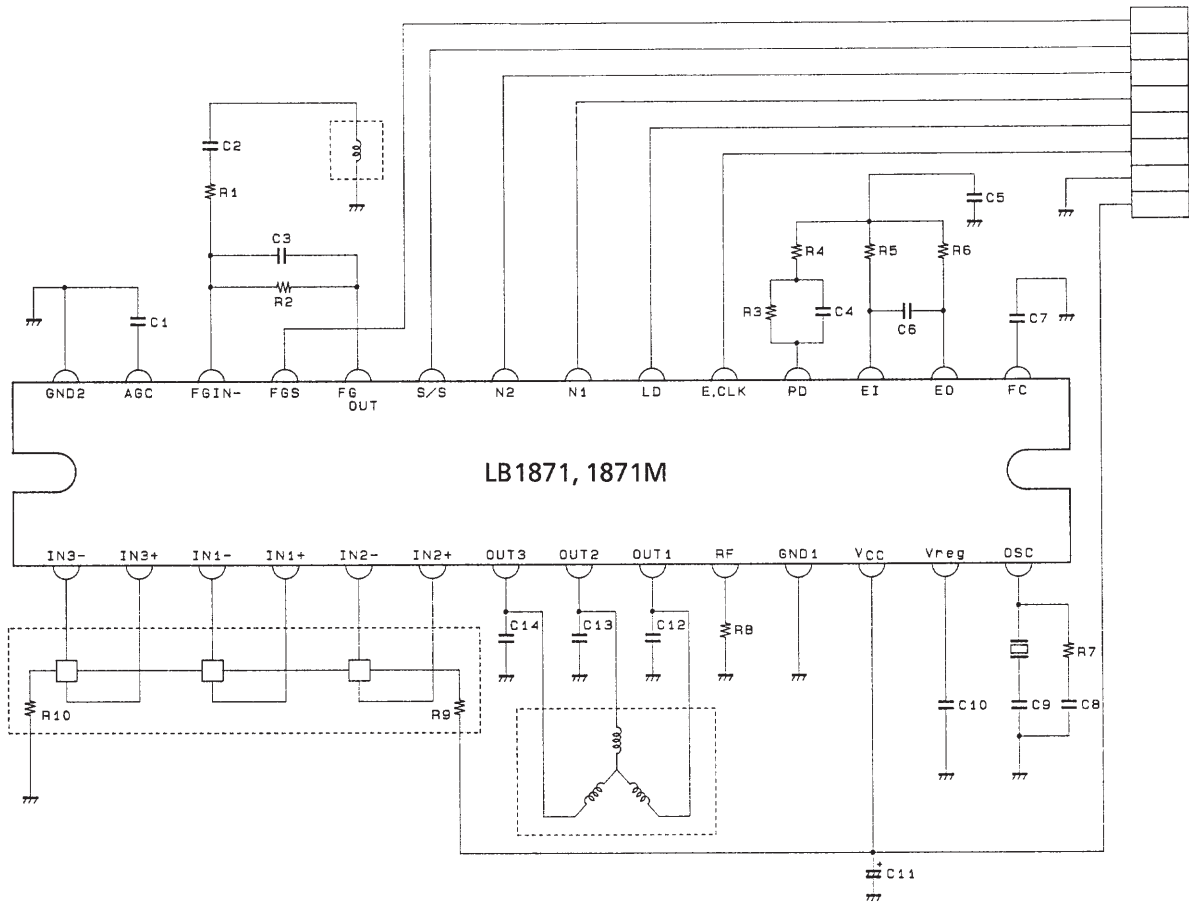 C2
R1
C3
R2
C1
C5
R4
R5
R6
R3
C4
C6
C7
GND2
AGC
FGIN-
FGS
FG OUT
S/S
N2
N1
LD
E.CLK
PD
EI
EO
FC
LB1871, 1871M
IN3-
IN3+
IN1-
IN1+
IN2-
IN2+
OUT3
OUT2
OUT1
RF
GND1
VCC
Vreg
OSC
C14
C13
C12
R8
R7
R10
R9
C10
C9
C8
+
C11